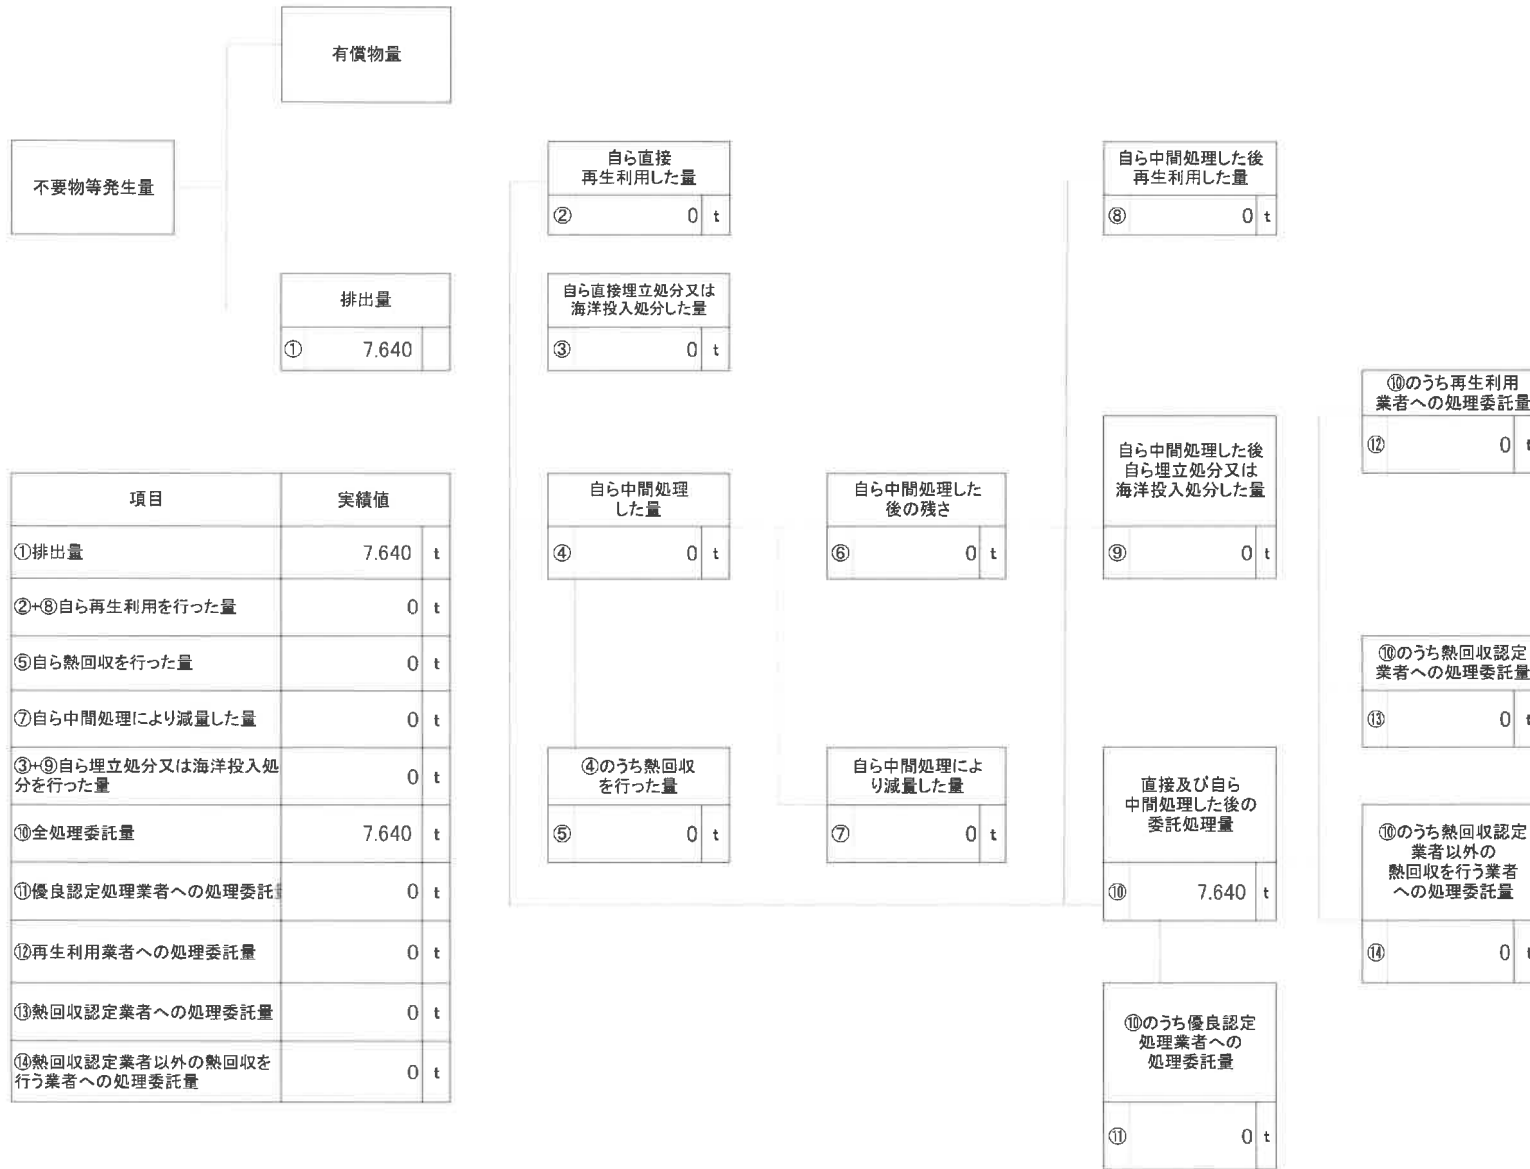 有償物量
不要物等発生量
排出量
① 7.640
自ら直接
再生利用した量
② 0 t
自ら直接埋立処分又は
海洋投入処分した量
③ 0 t
自ら中間処理
した量
④ 0 t
④のうち熱回収
を行った量
⑤ 0 t
自ら中間処理した
後の残さ
⑥ 0 t
自ら中間処理によ
り減量した量
⑦ 0 t
自ら中間処理した後
再生利用した量
⑧ 0 t
自ら中間処理した後
自ら埋立処分又は
海洋投入処分した量
⑨ 0 t
直接及び自ら
中間処理した後の
委託処理量
⑩ 7.640 t
⑩のうち優良認定
処理業者への
処理委託量
⑪ 0 t
⑩のうち再生利用
業者への処理委託量
⑫ 0 t
⑩のうち熱回収認定
業者への処理委託量
⑬ 0 t
⑩のうち熱回収認定
業者以外の
熱回収を行う業者
への処理委託量
⑭ 0 t
項目 実績値
①排出量 7.640 t
②+⑧自ら再生利用を行った量 0 t
⑤自ら熱回収を行った量 0 t
⑦自ら中間処理により減量した量 0 t
③+⑨自ら埋立処分又は海洋投入処
分を行った量 0 t
⑩全処理委託量 7.640 t
⑪優良認定処理業者への処理委託 0 t
⑫再生利用業者への処理委託量 0 t
⑬熱回収認定業者への処理委託量 0 t
⑭熱回収認定業者以外の熱回収を
行う業者への処理委託量 0 t